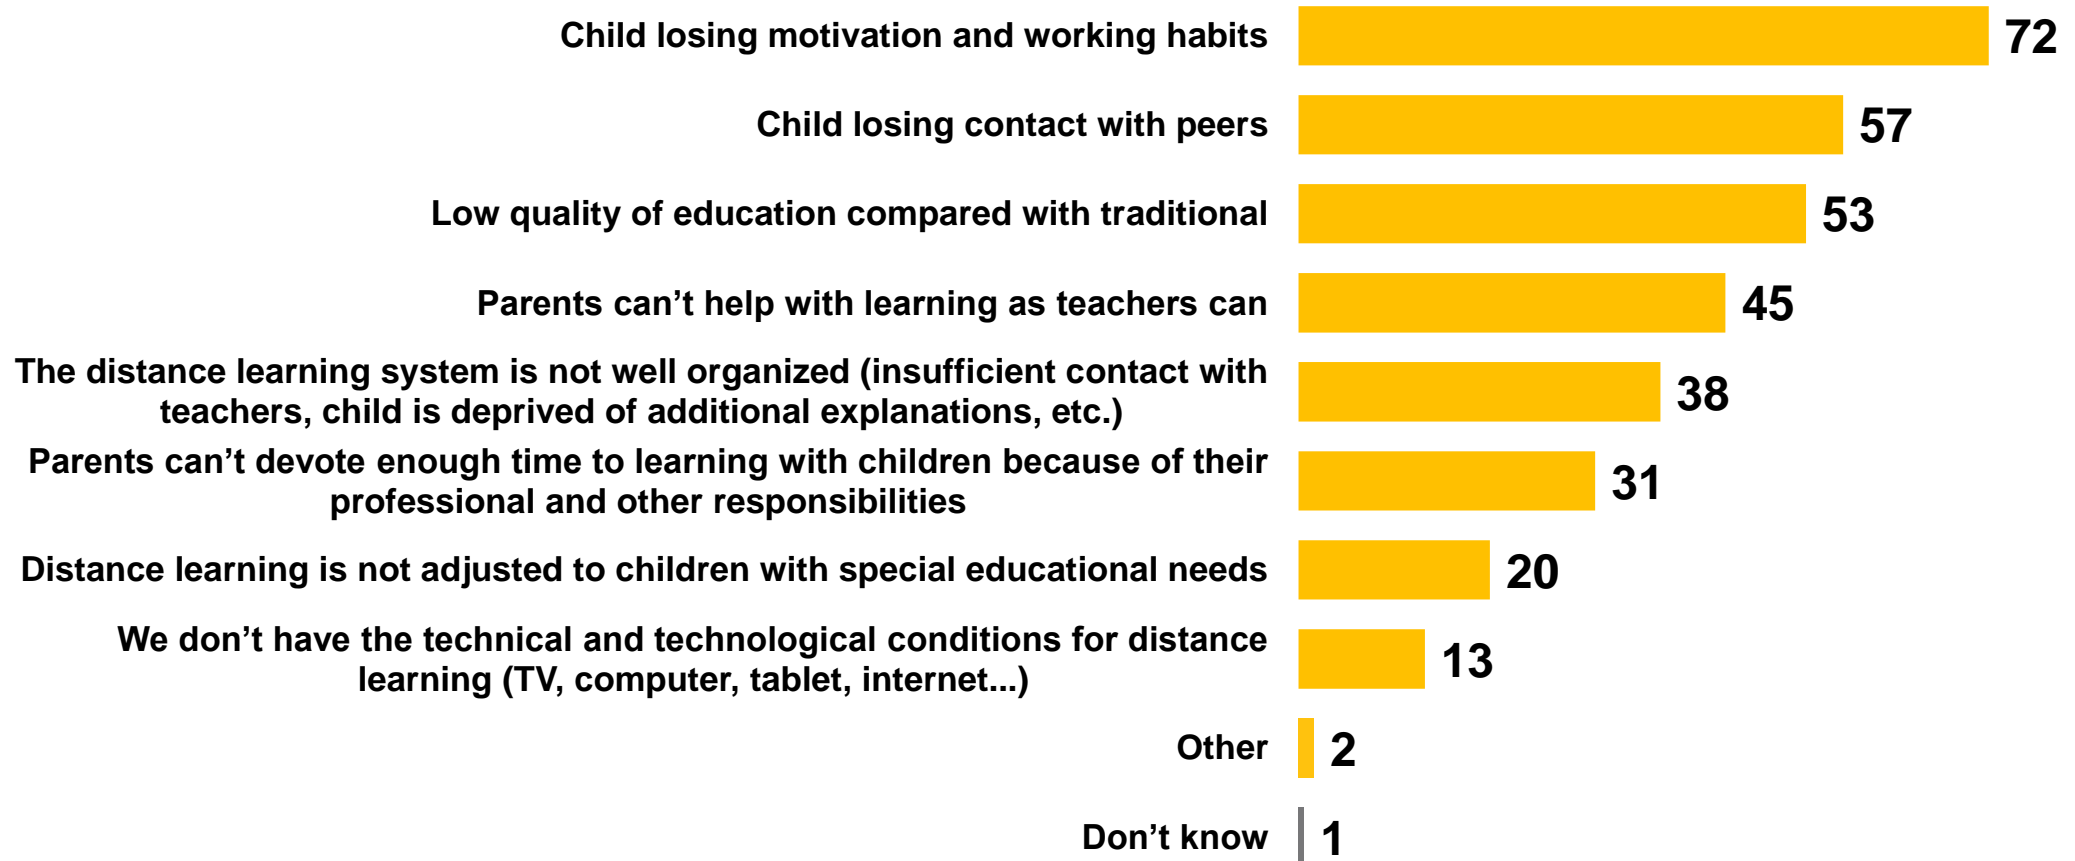 Child losing motivation and working habits 72
Child losing contact with peers 57
Low quality of education compared with traditional 53
Parents can’t help with learning as teachers can 45
The distance learning system is not well organized (insufficient contact with
teachers, child is deprived of additional explanations, etc.) 38
Parents can’t devote enough time to learning with children because of their
professional and other responsibilities 31
Distance learning is not adjusted to children with special educational needs 20
We don’t have the technical and technological conditions for distance
learning (TV, computer, tablet, internet...) 13
Other 2
Don’t know 1